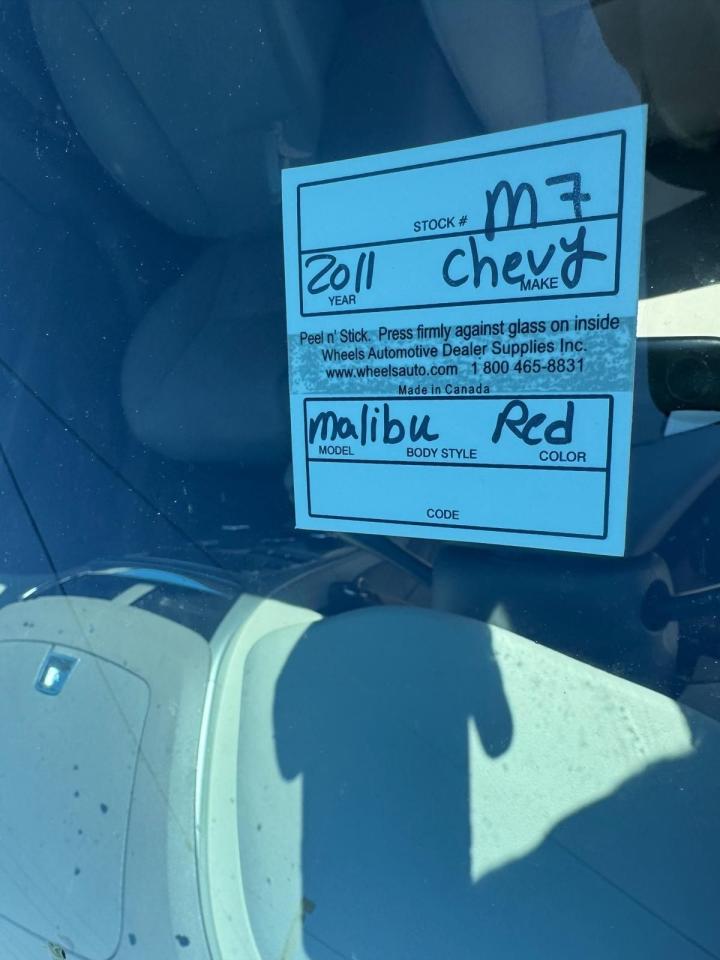 STOCK # M7
2011 Chevy
YEAR MAKE
Peel n' Stick. Press firmly against glass on inside
Wheels Automotive Dealer Supplies Inc.
www.wheelsauto.com 1 800 465-8831
Made in Canada
Malibu Red
MODEL BODY STYLE COLOR
CODE